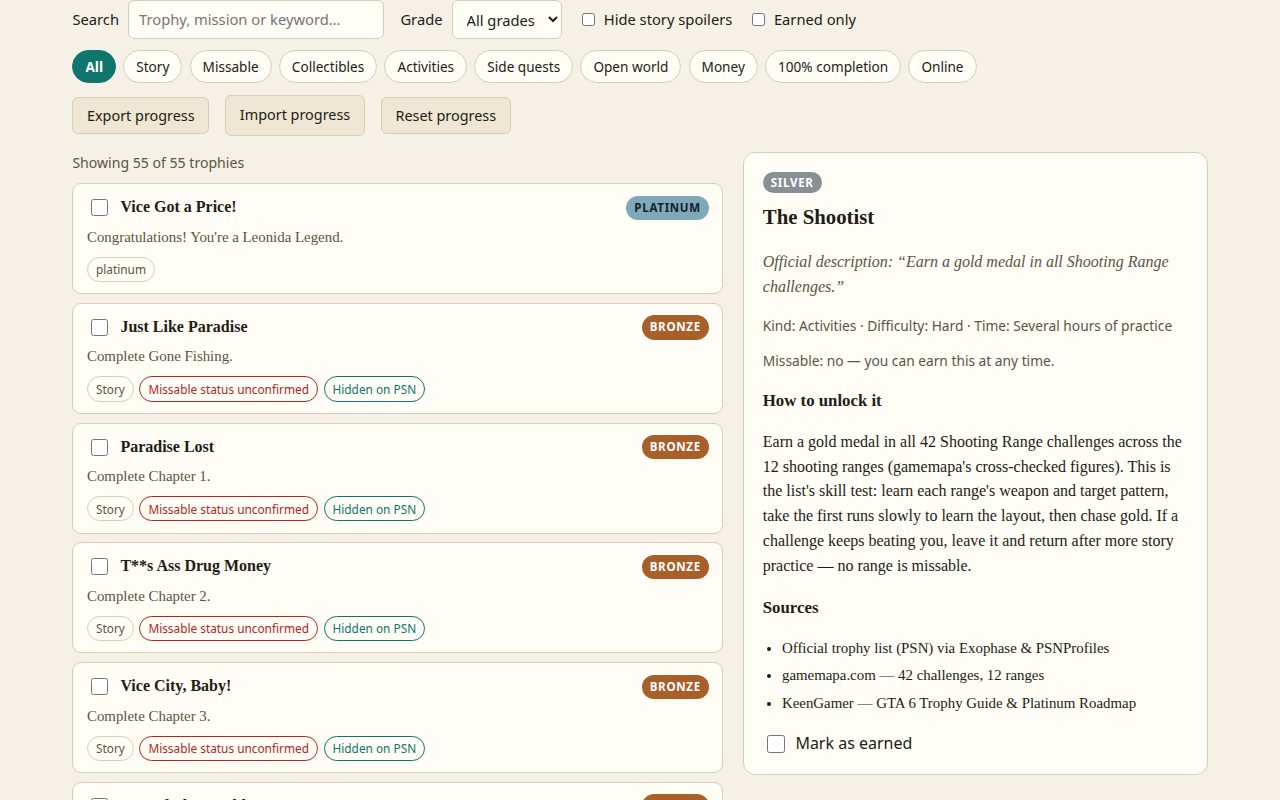 Search Trophy, mission or keyword... Grade All grades Hide story spoilers Earned only
All Story Missable Collectibles Activities Side quests Open world Money 100% completion Online
Export progress Import progress Reset progress
Showing 55 of 55 trophies
Vice Got a Price! PLATINUM
Congratulations! You're a Leonida Legend.
platinum
Just Like Paradise BRONZE
Complete Gone Fishing.
Story Missable status unconfirmed Hidden on PSN
Paradise Lost BRONZE
Complete Chapter 1.
Story Missable status unconfirmed Hidden on PSN
T**s Ass Drug Money BRONZE
Complete Chapter 2.
Story Missable status unconfirmed Hidden on PSN
Vice City, Baby! BRONZE
Complete Chapter 3.
Story Missable status unconfirmed Hidden on PSN
SILVER
The Shootist
Official description: “Earn a gold medal in all Shooting Range
challenges.”
Kind: Activities · Difficulty: Hard · Time: Several hours of practice
Missable: no — you can earn this at any time.
How to unlock it
Earn a gold medal in all 42 Shooting Range challenges across the
12 shooting ranges (gamemapa's cross-checked figures). This is
the list's skill test: learn each range's weapon and target pattern,
take the first runs slowly to learn the layout, then chase gold. If a
challenge keeps beating you, leave it and return after more story
practice — no range is missable.
Sources
• Official trophy list (PSN) via Exophase & PSNProfiles
• gamemapa.com — 42 challenges, 12 ranges
• KeenGamer — GTA 6 Trophy Guide & Platinum Roadmap
Mark as earned